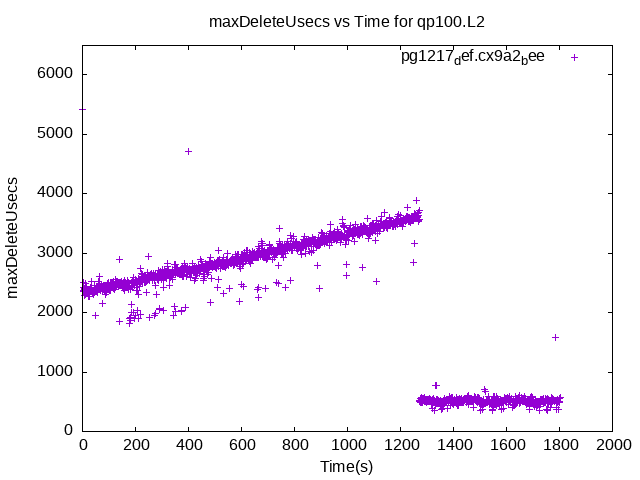 maxDeleteUsecs vs Time for qp100.L2
pg1217def.cx9a2bee
6000
5000
4000
3000
2000
1000
0
maxDeleteUsecs
0 200 400 600 800 1000 1200 1400 1600 1800 2000
Time(s)